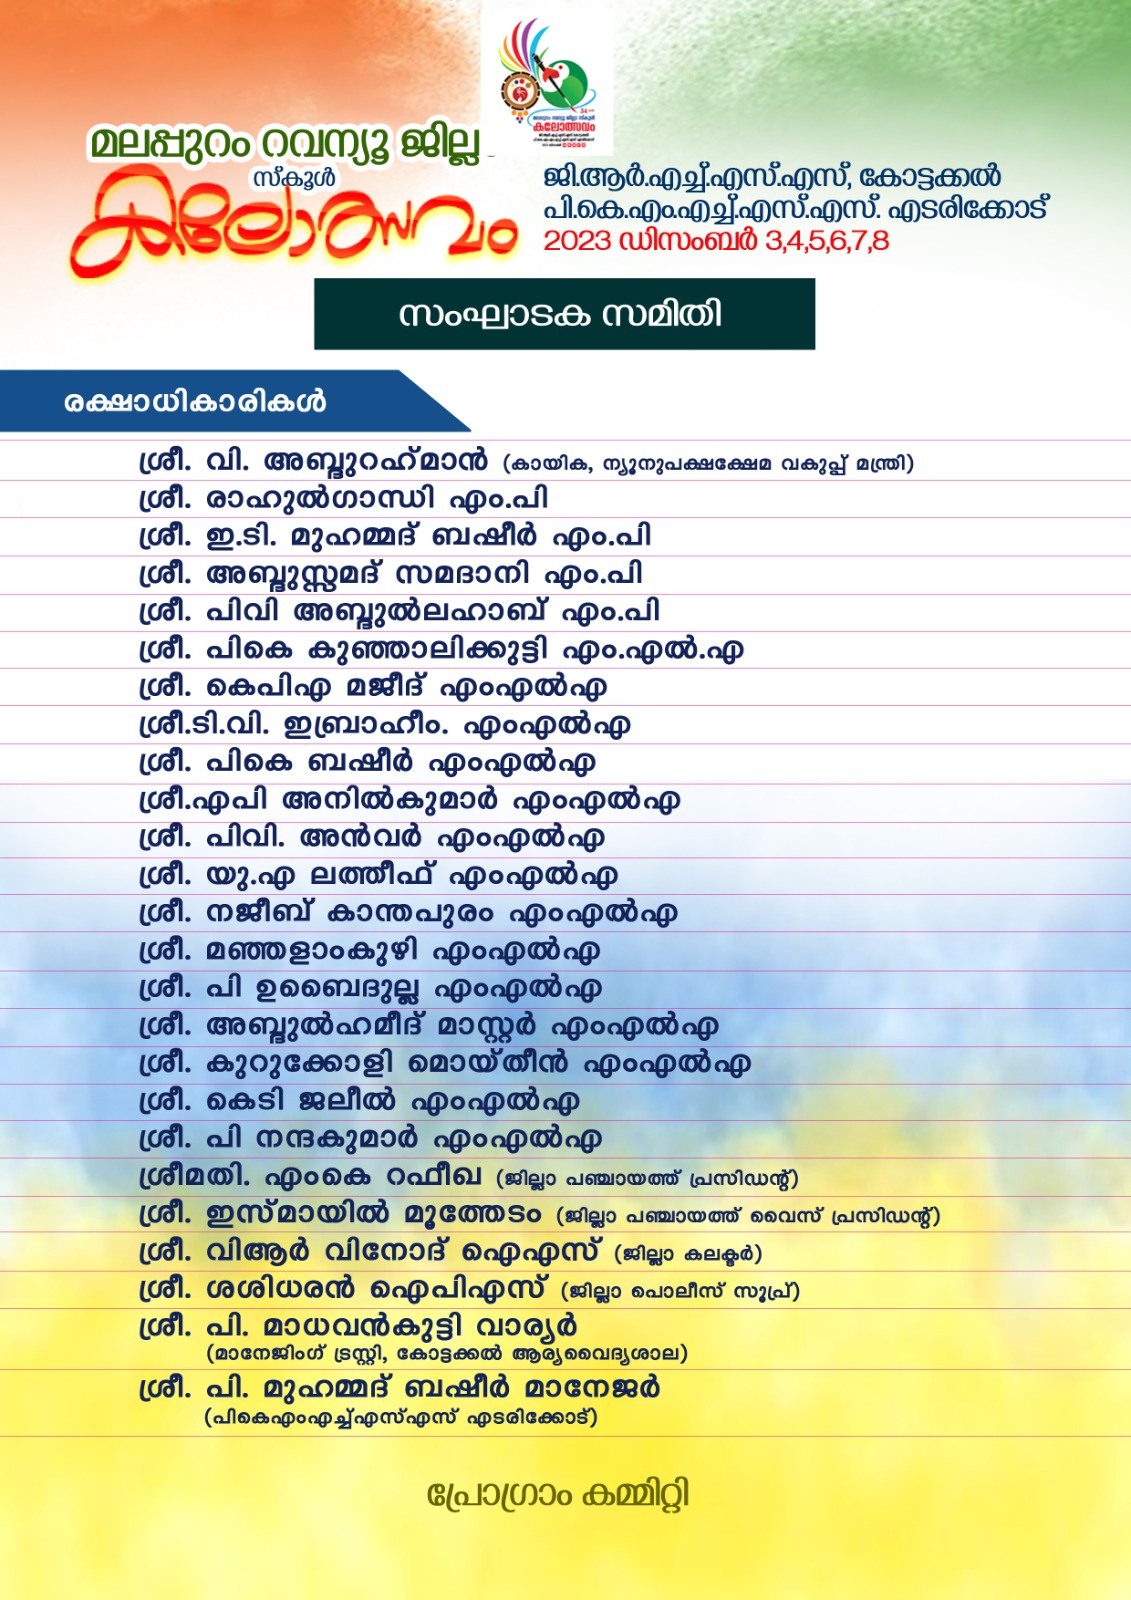 മലപ്പുറം റവന്യൂ ജില്ല
സ്കൂൾ
കലോത്സവം
34
കലോത്സവം
ജി.ആർ.എച്ച്.എസ്.എസ്, കോട്ടക്കൽ
പി.കെ.എം.എച്ച്.എസ്.എസ്. എടരിക്കോട്
2023 ഡിസംബർ 3,4,5,6,7,8
സംഘാടക സമിതി
രക്ഷാധികാരികൾ
ശ്രീ. വി. അബ്ദുറഹ്മാൻ (കായിക, ന്യൂനുപക്ഷക്ഷേമ വകുപ്പ് മന്ത്രി)
ശ്രീ. രാഹുൽഗാന്ധി എം.പി
ശ്രീ. ഇ.ടി. മുഹമ്മദ് ബഷീർ എം.പി
ശ്രീ. അബ്ദുസ്സമദ് സമദാനി എം.പി
ശ്രീ. പിവി അബ്ദുൽലഹാബ് എം.പി
ശ്രീ. പികെ കുഞ്ഞാലിക്കുട്ടി എം.എൽ.എ
ശ്രീ. കെപിഎ മജീദ് എംഎൽഎ
ശ്രീ.ടി.വി. ഇബ്രാഹീം. എംഎൽഎ
ശ്രീ. പികെ ബഷീർ എംഎൽഎ
ശ്രീ.എപി അനിൽകുമാർ എംഎൽഎ
ശ്രീ. പിവി. അൻവർ എംഎൽഎ
ശ്രീ. യു.എ ലത്തീഫ് എംഎൽഎ
ശ്രീ. നജീബ് കാന്തപുരം എംഎൽഎ
ശ്രീ. മഞ്ഞളാംകുഴി എംഎൽഎ
ശ്രീ. പി ഉബൈദുല്ല എംഎൽഎ
ശ്രീ. അബ്ദുൽഹമീദ് മാസ്റ്റർ എംഎൽഎ
ശ്രീ. കുറുക്കോളി മൊയ്തീൻ എംഎൽഎ
ശ്രീ. കെടി ജലീൽ എംഎൽഎ
ശ്രീ. പി നന്ദകുമാർ എംഎൽഎ
ശ്രീമതി. എംകെ റഫീഖ (ജില്ലാ പഞ്ചായത്ത് പ്രസിഡന്റ്)
ശ്രീ. ഇസ്മായിൽ മൂത്തേടം (ജില്ലാ പഞ്ചായത്ത് വൈസ് പ്രസിഡന്റ്)
ശ്രീ. വിആർ വിനോദ് ഐഎഎസ് (ജില്ലാ കലക്ടർ)
ശ്രീ. ശശിധരൻ ഐപിഎസ് (ജില്ലാ പൊലീസ് സൂപ്ര്)
ശ്രീ. പി. മാധവൻകുട്ടി വാര്യർ
(മാനേജിംഗ് ട്രസ്റ്റി, കോട്ടക്കൽ ആര്യവൈദ്യശാല)
ശ്രീ. പി. മുഹമ്മദ് ബഷീർ മാനേജർ
(പികെഎംഎച്ച്എസ്എസ് എടരിക്കോട്)
പ്രോഗ്രാം കമ്മിറ്റി